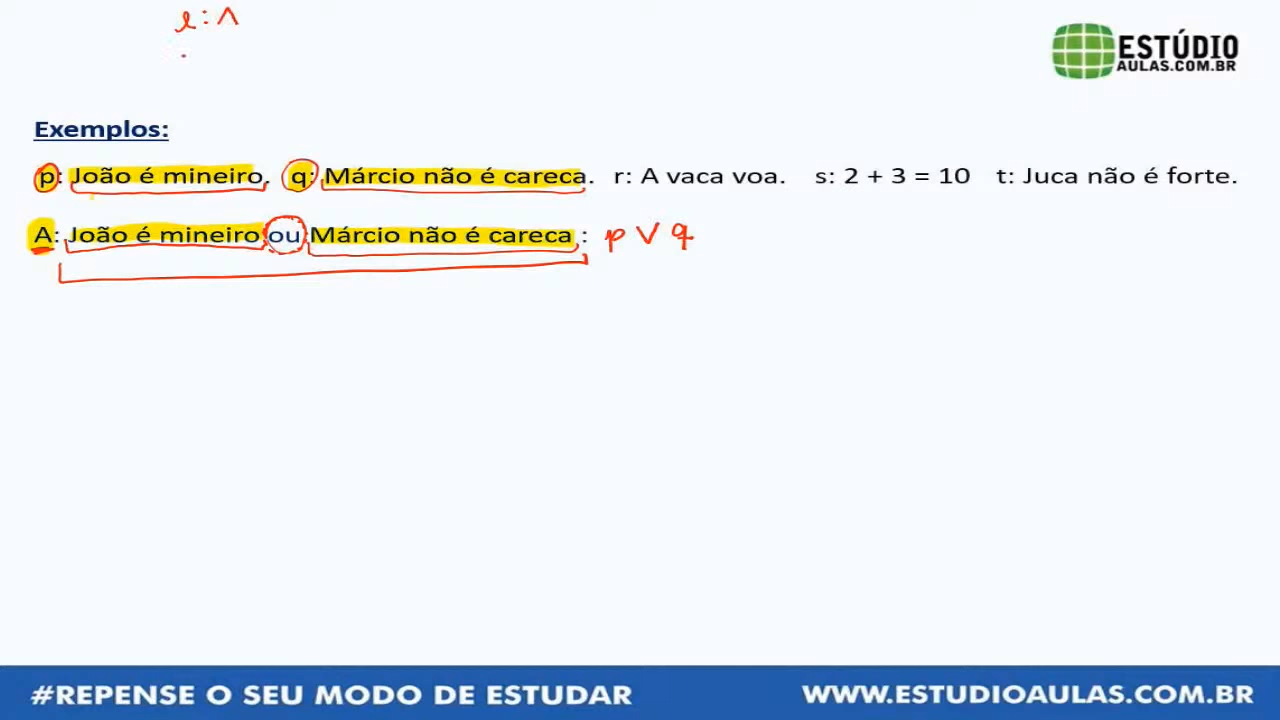 e: ∧
ESTÚDIO
AULAS.COM.BR
Exemplos:
p: João é mineiro. q: Márcio não é careca. r: A vaca voa. s: 2 + 3 = 10 t: Juca não é forte.
A: João é mineiro ou Márcio não é careca : p ∨ q
#REPENSE O SEU MODO DE ESTUDAR
WWW.ESTUDIOAULAS.COM.BR